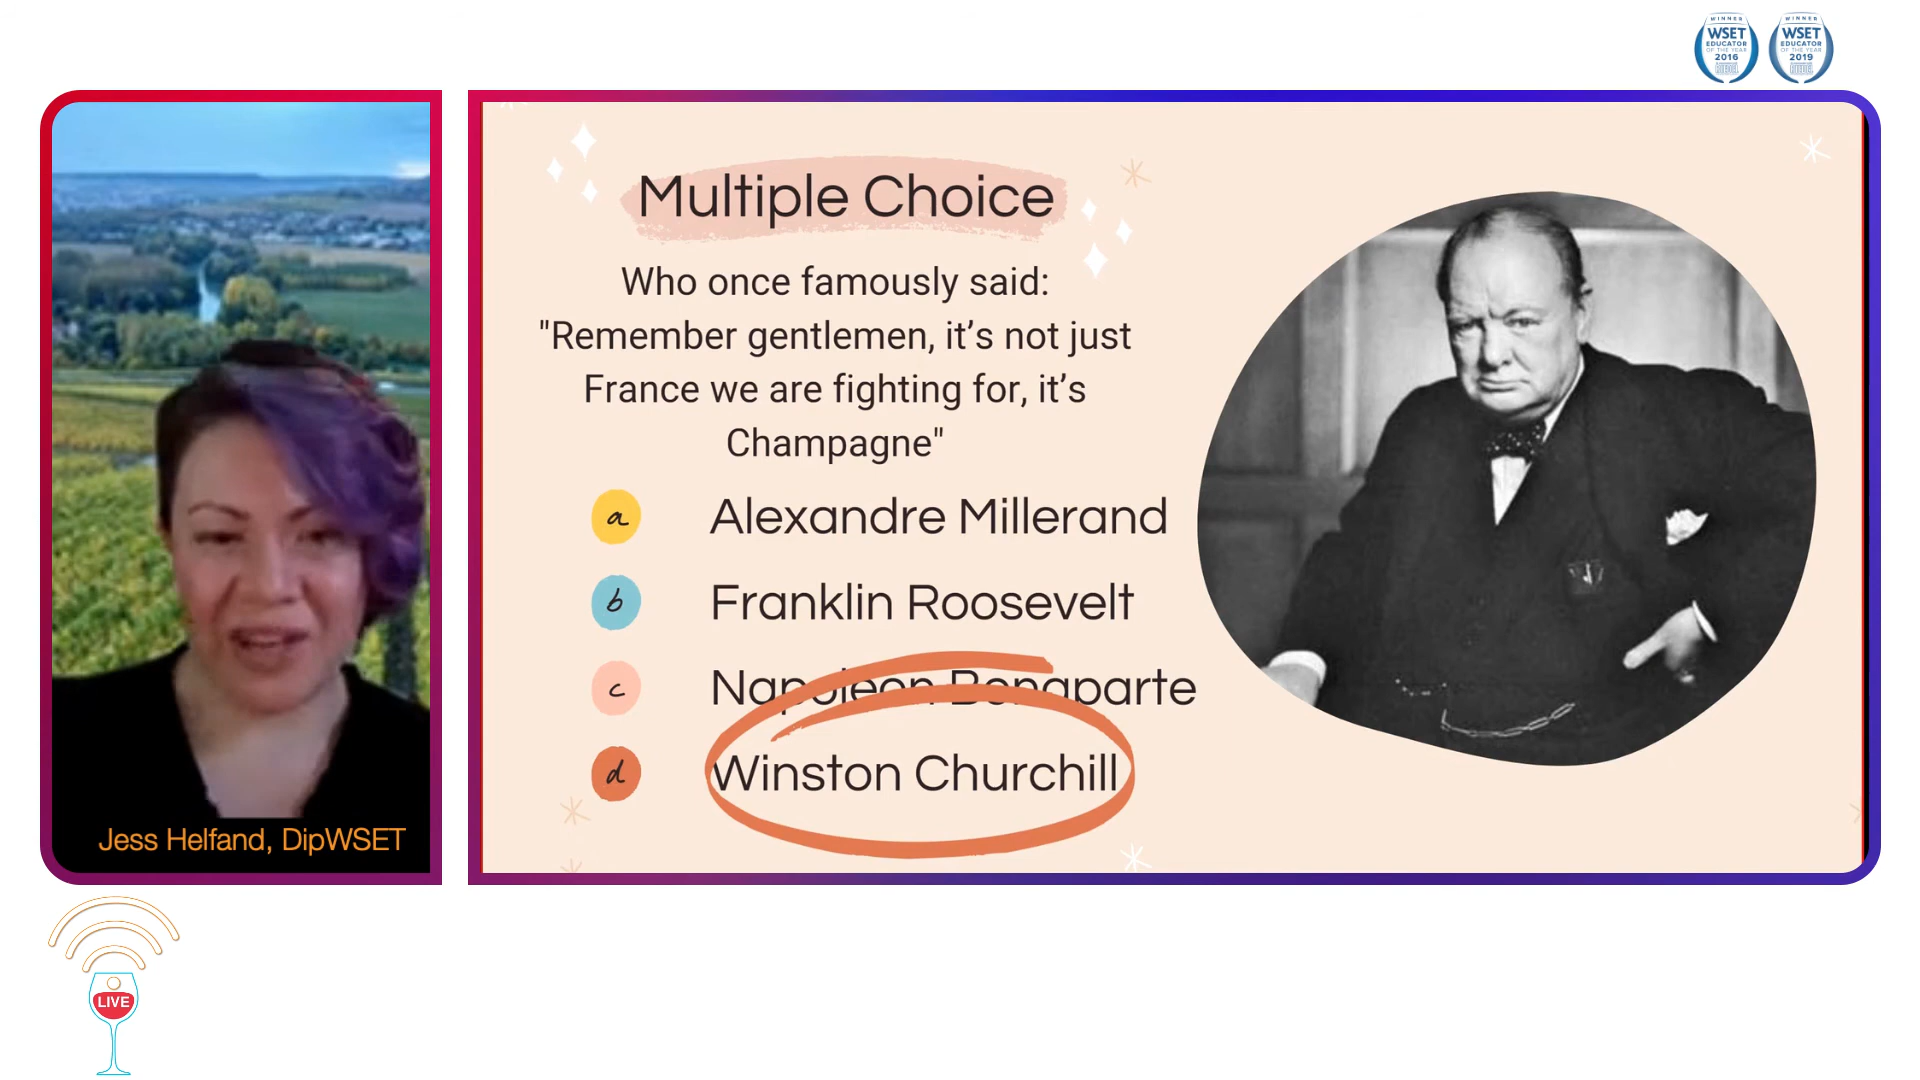 WINNER
WSET
EDUCATOR
OF THE YEAR
2016
WINNER
WSET
EDUCATOR
OF THE YEAR
2019
Multiple Choice
Who once famously said:
"Remember gentlemen, it’s not just
France we are fighting for, it’s
Champagne"
a Alexandre Millerand
b Franklin Roosevelt
c Napoleon Bonaparte
d Winston Churchill
Jess Helfand, DipWSET
LIVE